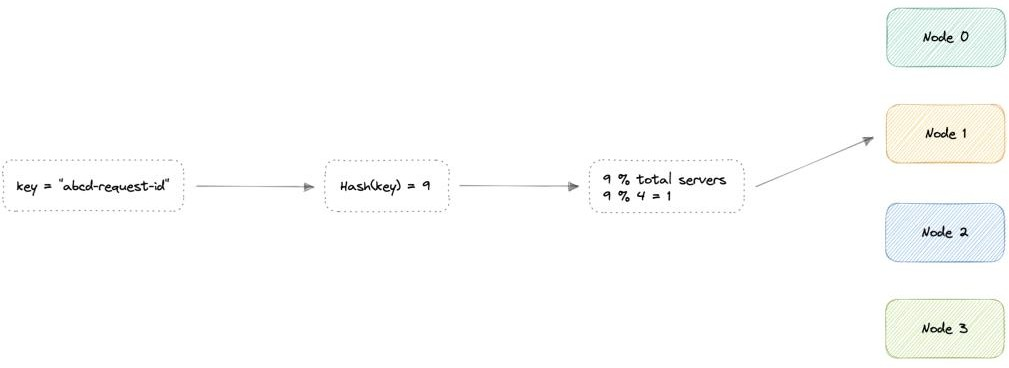 key = "abcd-request-id"
Hash(key) = 9
9 % total servers
9 % 4 = 1
Node 0
Node 1
Node 2
Node 3